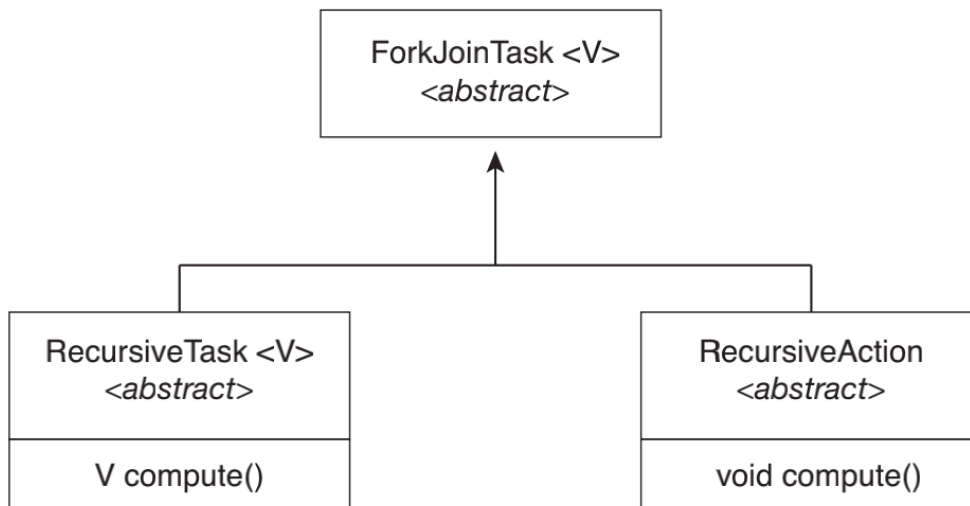 ForkJoinTask <V>
<abstract>
RecursiveTask <V>
<abstract>
V compute()
RecursiveAction
<abstract>
void compute()